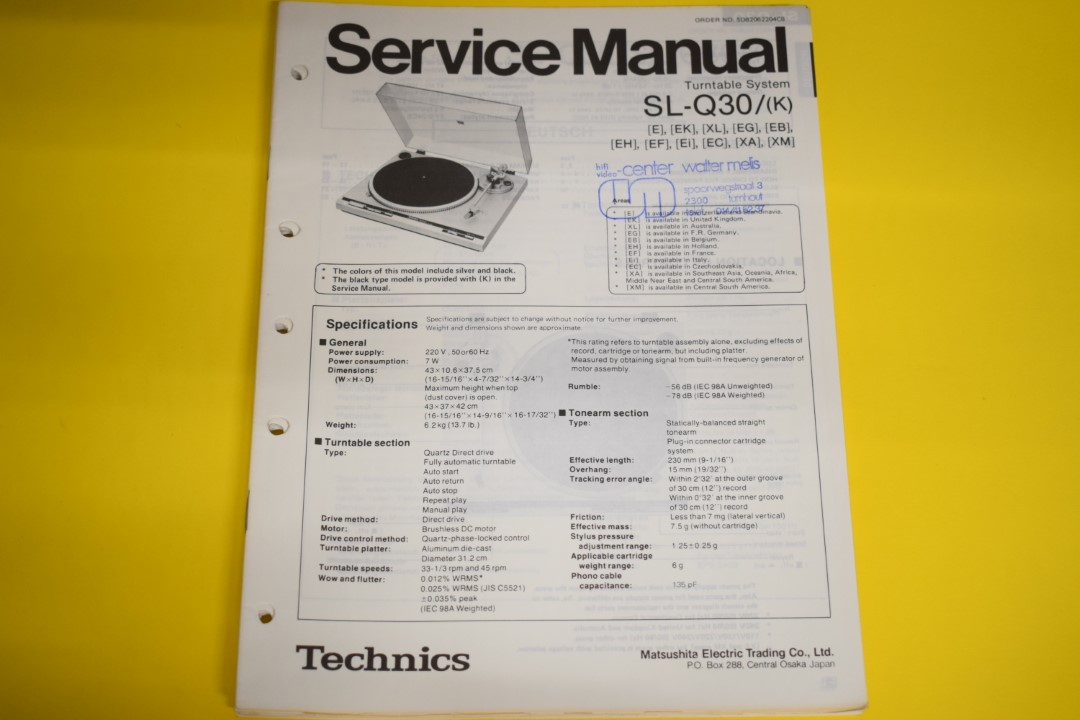 ORDER NO. SD82062204C8
Service Manual
Turntable System
SL-Q30/(K)
[E], [EK], [XL], [EG], [EB],
[EH], [EF], [Ei], [EC], [XA], [XM]
hifi
video-center walter melis
spoorwegstraat 3
2300 turnhout
Areas
* [E] is available in Switzerland and Scandinavia.
* [EK] is available in United Kingdom.
* [XL] is available in Australia.
* [EG] is available in F.R. Germany.
* [EB] is available in Belgium.
* [EH] is available in Holland.
* [EF] is available in France.
* [Ei] is available in Italy.
* [EC] is available in Czechoslovakia.
* [XA] is available in Southeast Asia, Oceania, Africa,
Middle Near East and Central South America.
* [XM] is available in Central South America.
* The colors of this model include silver and black.
* The black type model is provided with (K) in the
Service Manual.
Specifications
Specifications are subject to change without notice for further improvement.
Weight and dimensions shown are approximate.
■ General
Power supply: 220 V, 50 or 60 Hz
Power consumption: 7 W
Dimensions: 43×10.6×37.5 cm
(W×H×D) (16-15/16"×4-7/32"×14-3/4")
Maximum height when top
(dust cover) is open.
43×37×42 cm
(16-15/16"×14-9/16"×16-17/32")
Weight: 6.2 kg (13.7 lb.)
■ Turntable section
Type: Quartz Direct drive
Fully automatic turntable
Auto start
Auto return
Auto stop
Repeat play
Manual play
Drive method: Direct drive
Motor: Brushless DC motor
Drive control method: Quartz-phase-locked control
Turntable platter: Aluminum die-cast
Diameter 31.2 cm
Turntable speeds: 33-1/3 rpm and 45 rpm
Wow and flutter: 0.012% WRMS*
0.025% WRMS (JIS C5521)
±0.035% peak
(IEC 98A Weighted)
*This rating refers to turntable assembly alone, excluding effects of
record, cartridge or tonearm, but including platter.
Measured by obtaining signal from built-in frequency generator of
motor assembly.
Rumble: −56 dB (IEC 98A Unweighted)
−78 dB (IEC 98A Weighted)
■ Tonearm section
Type: Statically-balanced straight
tonearm
Plug-in connector cartridge
system
Effective length: 230 mm (9-1/16")
Overhang: 15 mm (19/32")
Tracking error angle: Within 2°32' at the outer groove
of 30 cm (12") record
Within 0°32' at the inner groove
of 30 cm (12") record
Friction: Less than 7 mg (lateral vertical)
Effective mass: 7.5 g (without cartridge)
Stylus pressure
adjustment range: 1.25±0.25 g
Applicable cartridge
weight range: 6 g
Phono cable
capacitance: 135 pF
Technics
Matsushita Electric Trading Co., Ltd.
P.O. Box 288, Central Osaka Japan